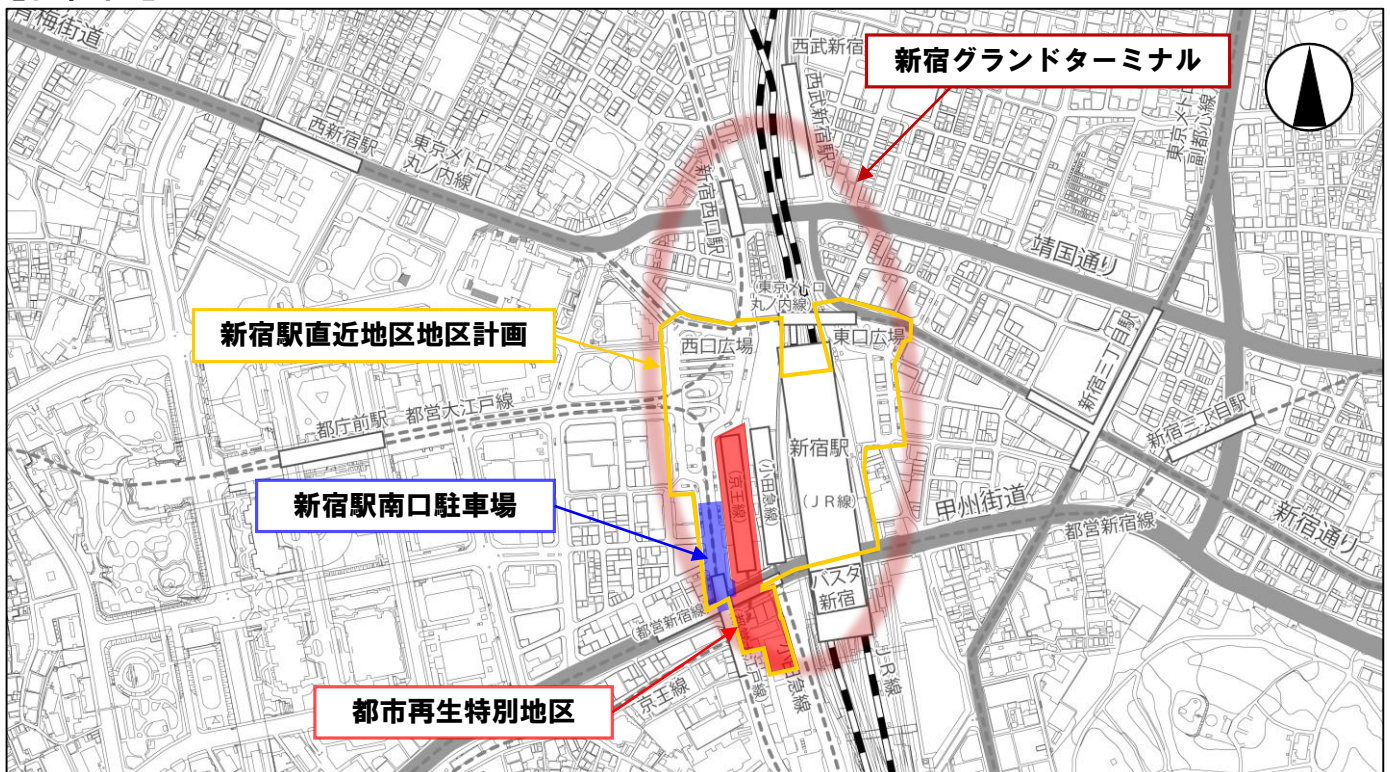 青梅街道
西武新宿
新宿グランドターミナル
西新宿駅
東京メトロ
丸ノ内線
西武新宿駅
東京メトロ
副都心線
新宿西口駅
靖国通り
(東京メトロ
丸ノ内線)
新宿駅直近地区地区計画
西口広場
東口広場
新宿三丁目駅
都庁前駅
都営大江戸線
新宿三丁目駅
新宿駅
(京王線)
(小田急線)
(JR線)
新宿駅南口駐車場
甲州街道
都営新宿線
新宿通り
バスタ
新宿
(都営新宿線)
都市再生特別地区
京王線
小田急線
JR線